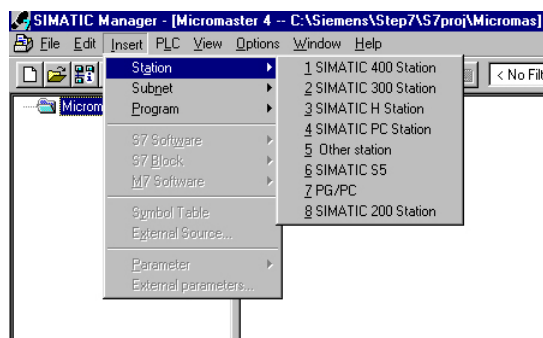 SIMATIC Manager - [Micromaster 4 -- C:\Siemens\Step7\S7proj\Micromas]
File Edit Insert PLC View Options Window Help
< No Filt
Microm
Station
Subnet
Program
S7 Software
S7 Block
M7 Software
Symbol Table
External Source...
Parameter
External parameters...
1 SIMATIC 400 Station
2 SIMATIC 300 Station
3 SIMATIC H Station
4 SIMATIC PC Station
5 Other station
6 SIMATIC S5
7 PG/PC
8 SIMATIC 200 Station